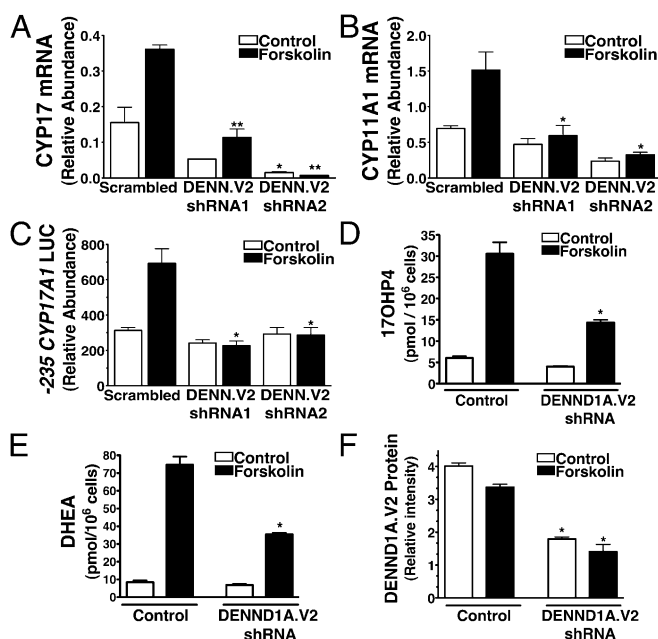 A
CYP17 mRNA
(Relative Abundance)
0.4
0.3
0.2
0.1
0.0
Control
Forskolin
**
*
**
Scrambled
DENN.V2
shRNA1
DENN.V2
shRNA2
B
CYP11A1 mRNA
(Relative Abundance)
2.0
1.5
1.0
0.5
0.0
Control
Forskolin
*
*
Scrambled
DENN.V2
shRNA1
DENN.V2
shRNA2
C
-235 CYP17A1 LUC
(Relative Abundance)
800
600
400
200
0
Control
Forskolin
*
*
Scrambled
DENN.V2
shRNA1
DENN.V2
shRNA2
D
17OHP4
(pmol / 10⁶ cells)
35
30
25
20
15
10
5
0
Control
Forskolin
*
Control
DENND1A.V2
shRNA
E
DHEA
(pmol/10⁶ cells)
80
70
60
50
40
30
20
10
0
Control
Forskolin
*
Control
DENND1A.V2
shRNA
F
DENND1A.V2 Protein
(Relative intensity)
4
3
2
1
0
Control
Forskolin
*
*
Control
DENND1A.V2
shRNA